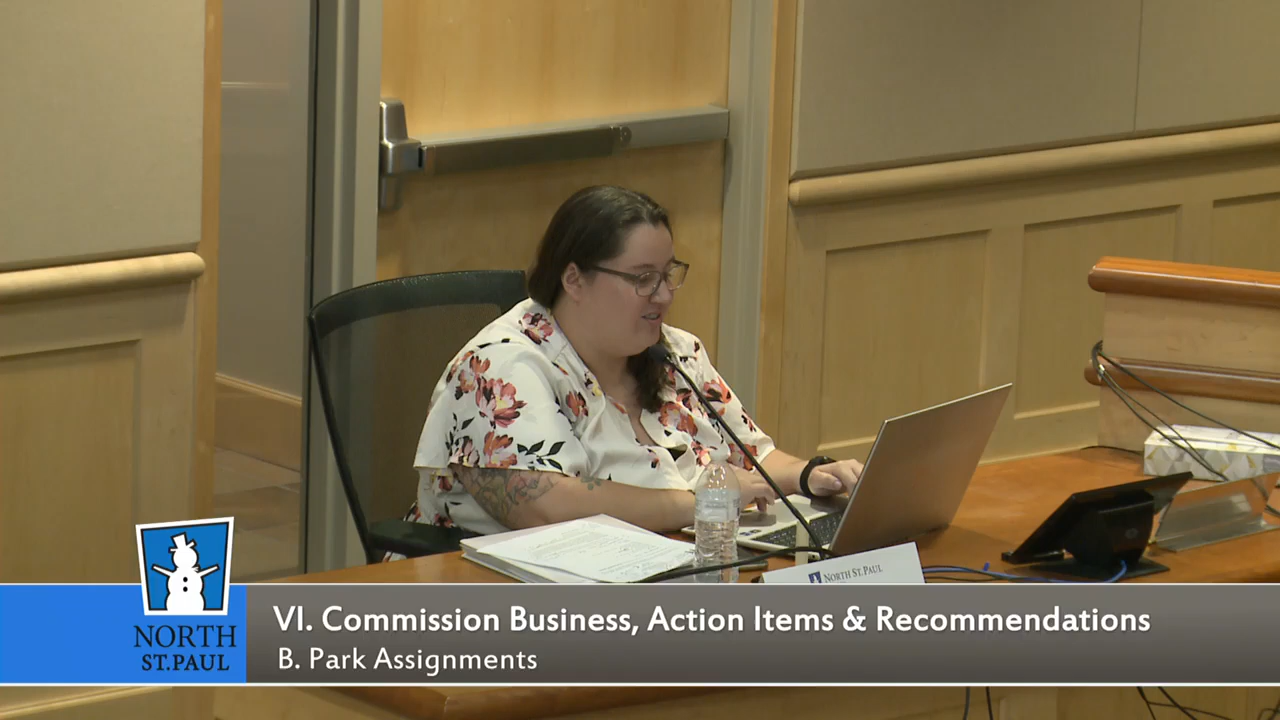 NORTH ST. PAUL
VI. Commission Business, Action Items & Recommendations
B. Park Assignments
NORTH
ST. PAUL